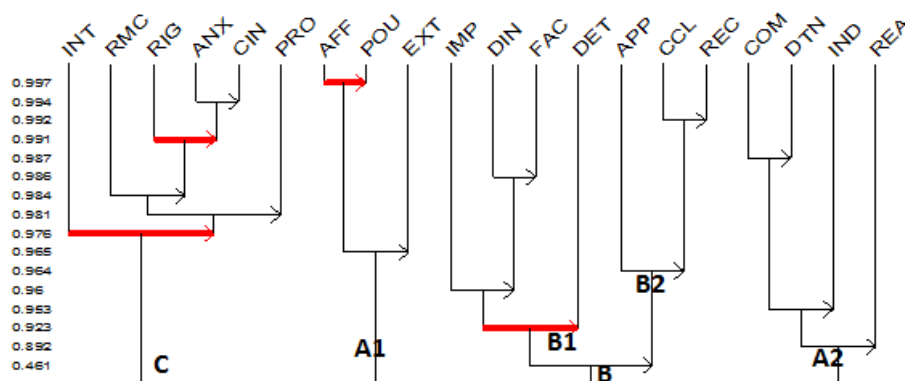 INT RMC RIG ANX CIN PRO AFF POU EXT IMP DIN FAC DET APP CCL REC COM DTN IND REA
0.997
0.994
0.992
0.991
0.987
0.986
0.984
0.981
0.976
0.965
0.964
0.96
0.953
0.923
0.892
0.461
B2
B1
A1
A2
C
B